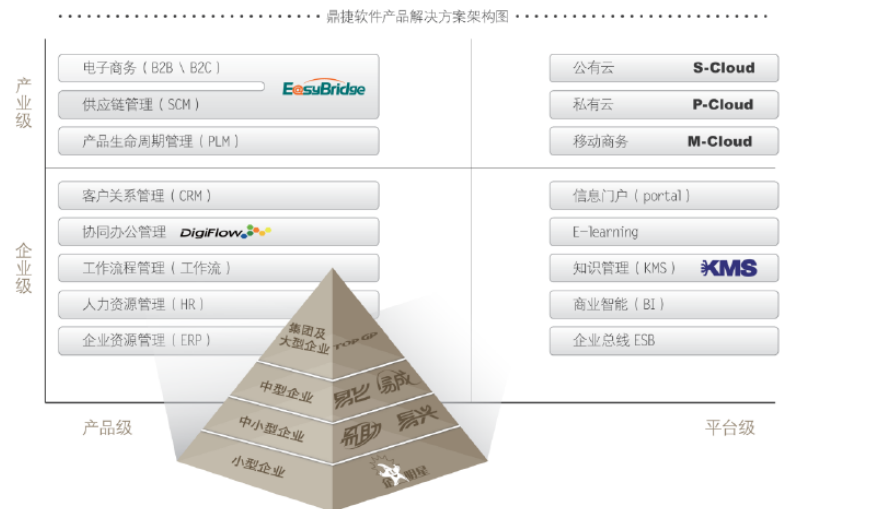 鼎捷软件产品解决方案架构图
产业级
电子商务 ( B2B \ B2C )
EasyBridge
供应链管理 ( SCM )
产品生命周期管理 ( PLM )
公有云 S-Cloud
私有云 P-Cloud
移动商务 M-Cloud
企业级
客户关系管理 ( CRM )
协同办公管理 DigiFlow
工作流程管理 ( 工作流 )
人力资源管理 ( HR )
企业资源管理 ( ERP )
信息门户 ( portal )
E-learning
知识管理 ( KMS ) KMS
商业智能 ( BI )
企业总线 ESB
集团及
大型企业 TOP GP
中型企业 易飞 易成
中小型企业 易助 易兴
小型企业
明星
产品级
平台级